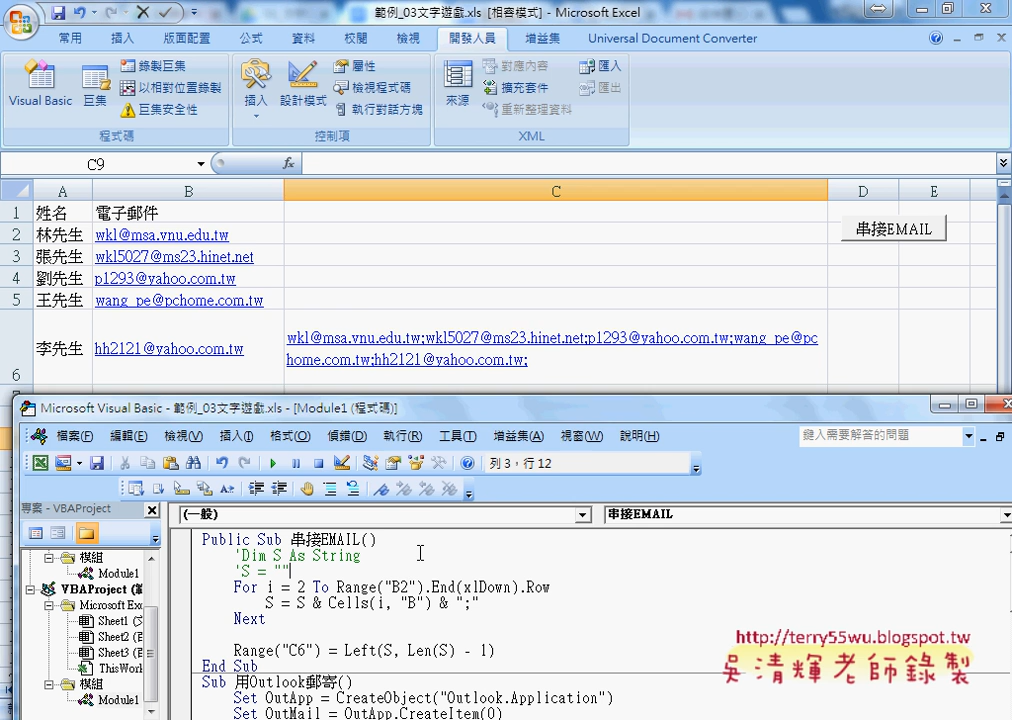 範例_03文字遊戲.xls [相容模式] - Microsoft Excel
常用 插入 版面配置 公式 資料 校閱 檢視 開發人員 增益集 Universal Document Converter
Visual Basic 巨集 錄製巨集 以相對位置錄製 巨集安全性 程式碼
插入 設計模式 屬性 檢視程式碼 執行對話方塊 控制項
來源 對應內容 擴充套件 重新整理資料 匯入 匯出 XML
C9 fx
A B C D E
1 姓名 電子郵件
2 林先生 wkl@msa.vnu.edu.tw 串接EMAIL
3 張先生 wkl5027@ms23.hinet.net
4 劉先生 p1293@yahoo.com.tw
5 王先生 wang_pe@pchome.com.tw
6 李先生 hh2121@yahoo.com.tw wkl@msa.vnu.edu.tw;wkl5027@ms23.hinet.net;p1293@yahoo.com.tw;wang_pe@pc
home.com.tw;hh2121@yahoo.com.tw;
Microsoft Visual Basic - 範例_03文字遊戲.xls - [Module1 (程式碼)]
檔案(F) 編輯(E) 檢視(V) 插入(I) 格式(O) 偵錯(D) 執行(R) 工具(T) 增益集(A) 視窗(W) 說明(H) 鍵入需要解答的問題
列 3，行 12
專案 - VBAProject
(一般) 串接EMAIL
模組
Module1
VBAProject (範
Microsoft Exc
Sheet1 (
Sheet2 (
Sheet3 (
ThisWork
模組
Module1
Public Sub 串接EMAIL()
'Dim S As String
'S = ""
For i = 2 To Range("B2").End(xlDown).Row
S = S & Cells(i, "B") & ";"
Next
Range("C6") = Left(S, Len(S) - 1)
End Sub
Sub 用Outlook郵寄()
Set OutApp = CreateObject("Outlook.Application")
Set OutMail = OutApp.CreateItem(0)
http://terry55wu.blogspot.tw
吳清輝老師錄製